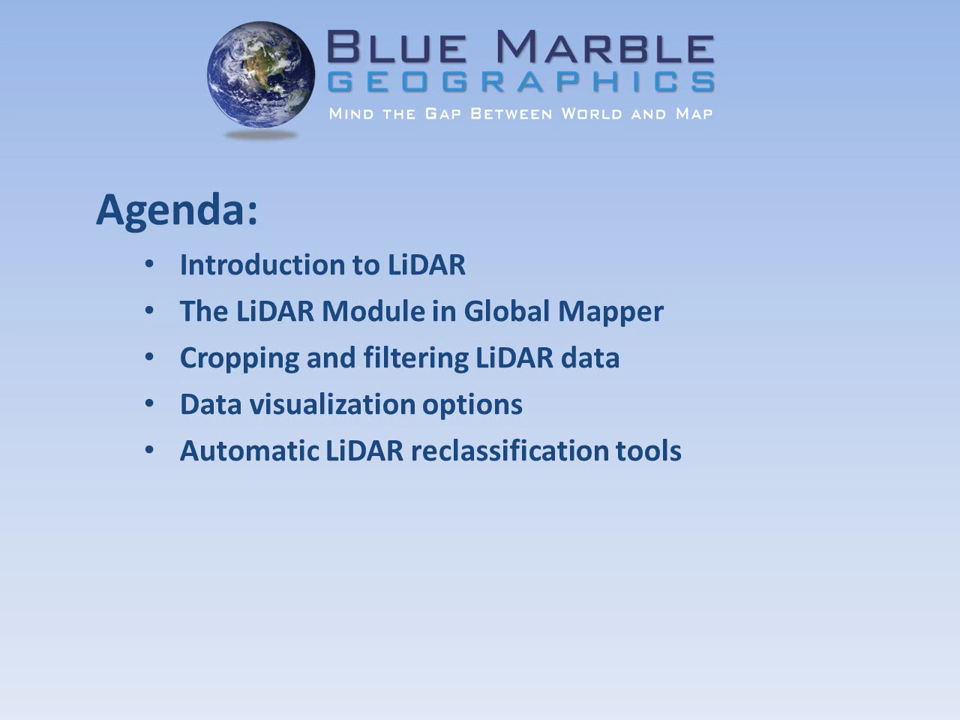 BLUE MARBLE
GEOGRAPHICS
MIND THE GAP BETWEEN WORLD AND MAP
Agenda:
• Introduction to LiDAR
• The LiDAR Module in Global Mapper
• Cropping and filtering LiDAR data
• Data visualization options
• Automatic LiDAR reclassification tools